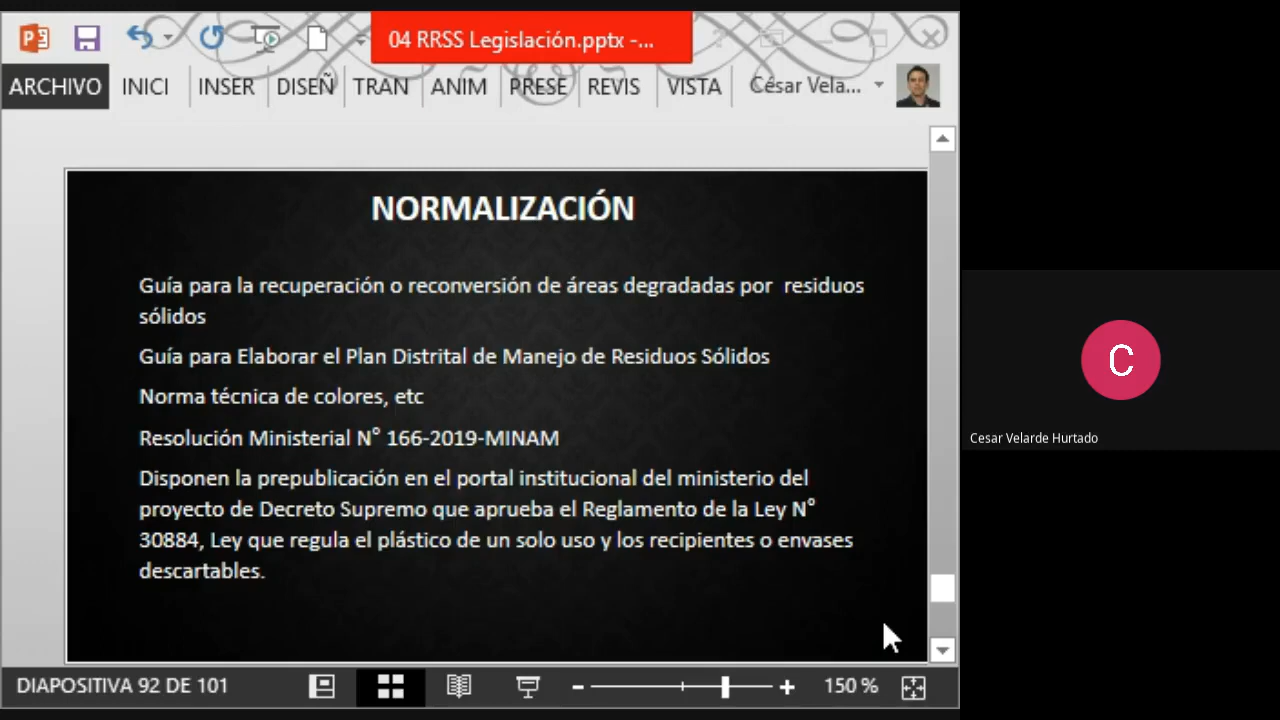 04 RRSS Legislación.pptx -...
ARCHIVO INICI INSER DISEÑ TRAN ANIM PRESE REVIS VISTA César Vela...
NORMALIZACIÓN
Guía para la recuperación o reconversión de áreas degradadas por residuos
sólidos
Guía para Elaborar el Plan Distrital de Manejo de Residuos Sólidos
Norma técnica de colores, etc
Resolución Ministerial N° 166-2019-MINAM
Disponen la prepublicación en el portal institucional del ministerio del
proyecto de Decreto Supremo que aprueba el Reglamento de la Ley N°
30884, Ley que regula el plástico de un solo uso y los recipientes o envases
descartables.
DIAPOSITIVA 92 DE 101 150 %
C
Cesar Velarde Hurtado